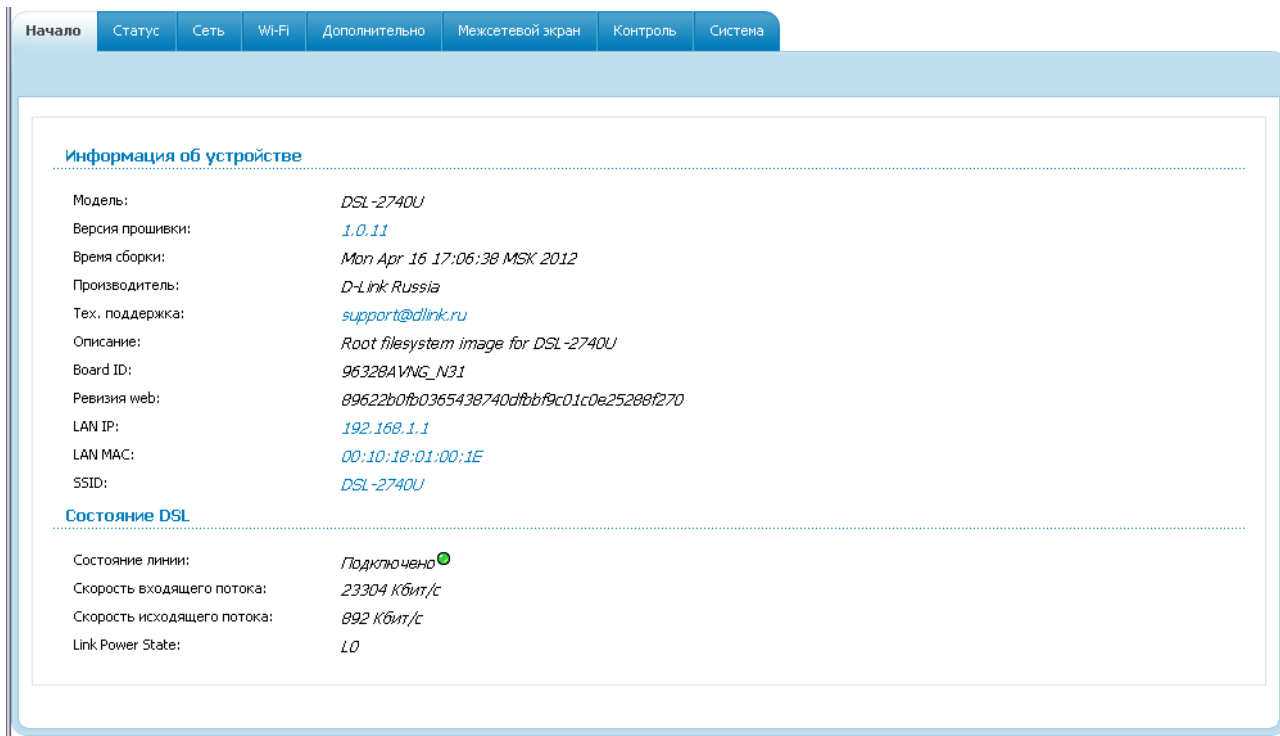 Начало Статус Сеть Wi-Fi Дополнительно Межсетевой экран Контроль Система
Информация об устройстве
Модель: DSL-2740U
Версия прошивки: 1.0.11
Время сборки: Mon Apr 16 17:06:38 MSK 2012
Производитель: D-Link Russia
Тех. поддержка: support@dlink.ru
Описание: Root filesystem image for DSL-2740U
Board ID: 96328AVNG_N31
Ревизия web: 89622b0fb0365438740dfbbf9c01c0e25288f270
LAN IP: 192.168.1.1
LAN MAC: 00:10:18:01:00:1E
SSID: DSL-2740U
Состояние DSL
Состояние линии: Подключено
Скорость входящего потока: 23304 Кбит/с
Скорость исходящего потока: 892 Кбит/с
Link Power State: L0